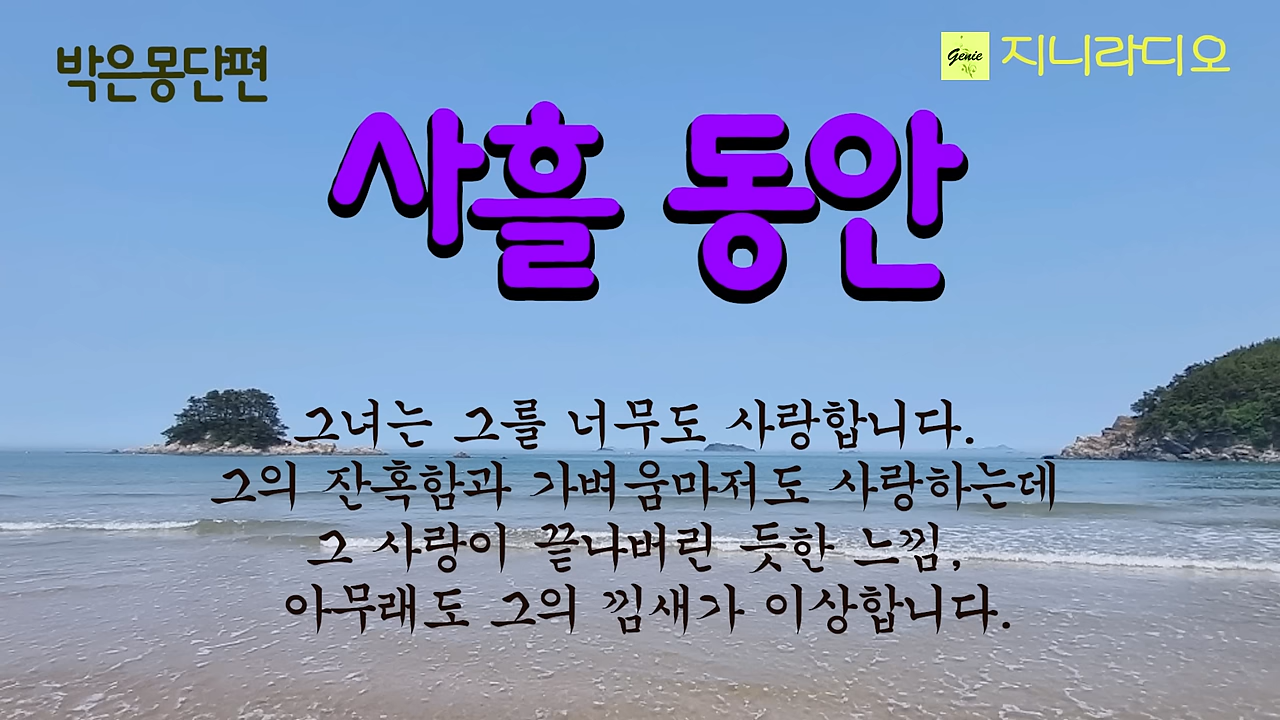 박은몽단편
Genie 지니라디오
사흘 동안
그녀는 그를 너무도 사랑합니다.
그의 잔혹함과 가벼움마저도 사랑하는데
그 사랑이 끝나버린 듯한 느낌,
아무래도 그의 낌새가 이상합니다.